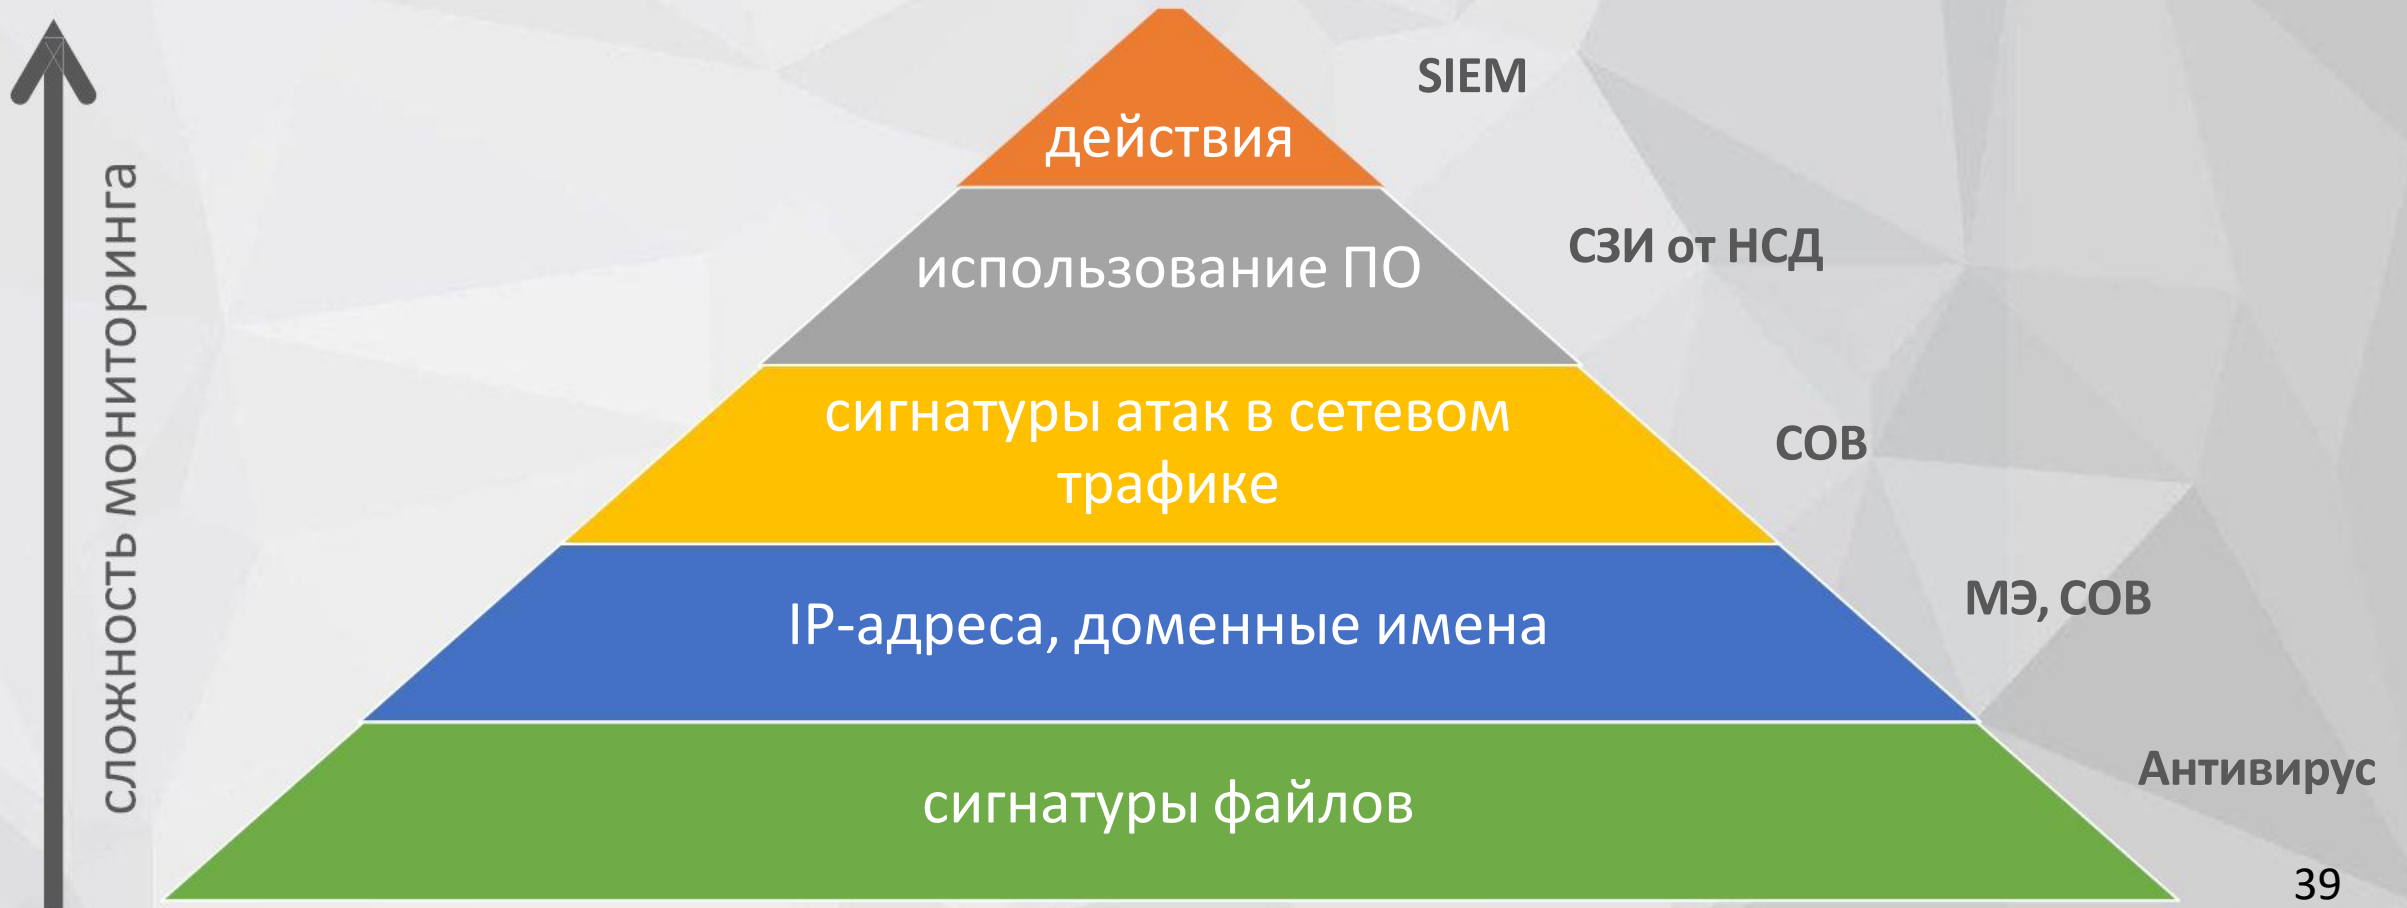 SIEM
действия
сложность мониторинга
использование ПО
СЗИ от НСД
сигнатуры атак в сетевом
трафике
СОВ
IP-адреса, доменные имена
МЭ, СОВ
сигнатуры файлов
Антивирус
39